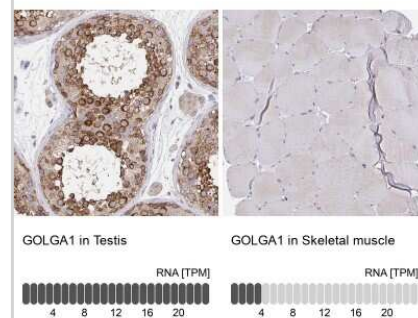 GOLGA1 in Testis
GOLGA1 in Skeletal muscle
RNA [TPM]
RNA [TPM]
4 8 12 16 20
4 8 12 16 20